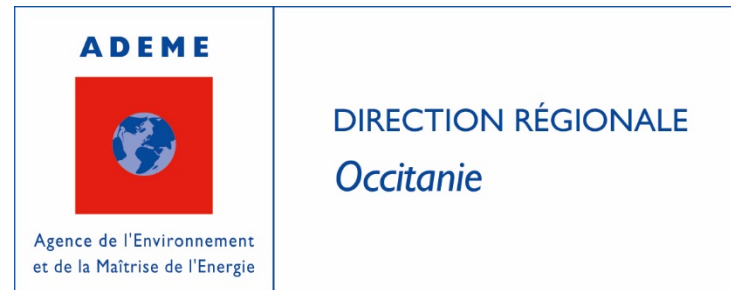 ADEME
Agence de l'Environnement
et de la Maîtrise de l'Energie
DIRECTION RÉGIONALE
Occitanie